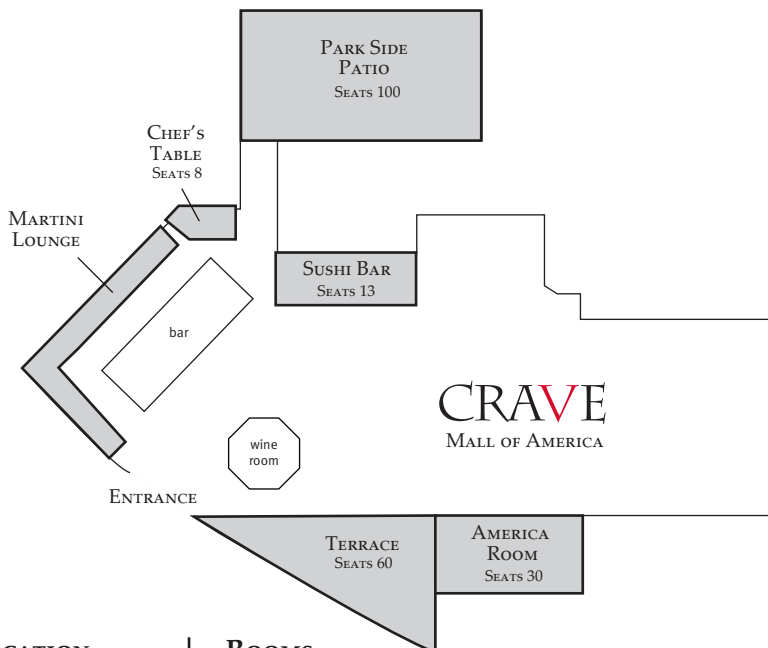 Park Side
Patio
Seats 100
Chef's
Table
Seats 8
Martini
Lounge
Sushi Bar
Seats 13
bar
CRAVE
Mall of America
wine
room
Entrance
Terrace
Seats 60
America
Room
Seats 30